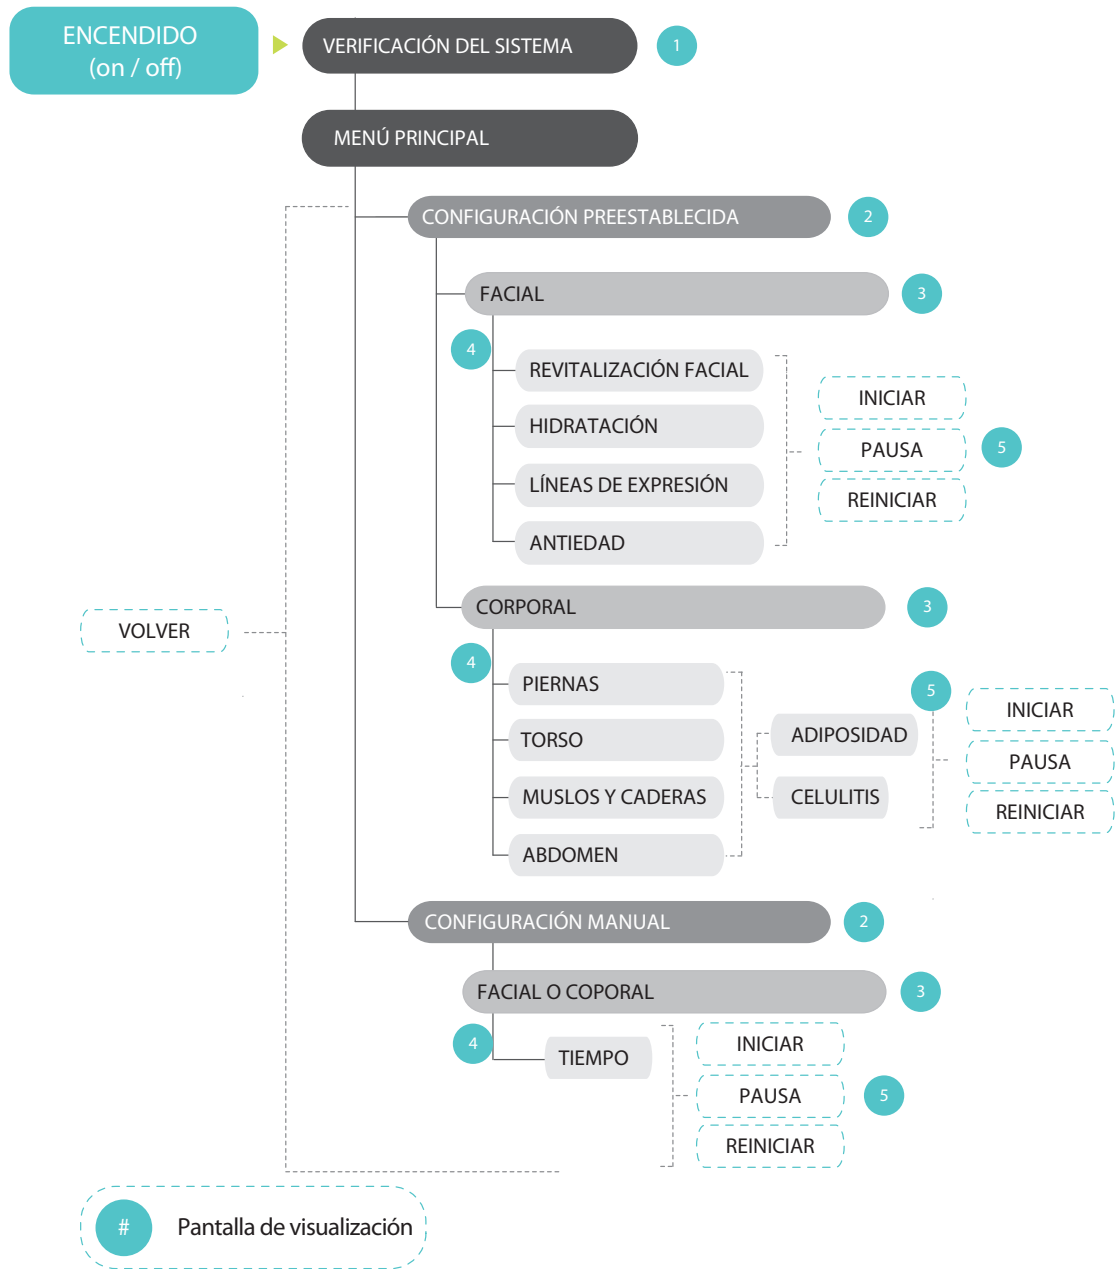 ENCENDIDO
(on / off)
VERIFICACIÓN DEL SISTEMA
1
MENÚ PRINCIPAL
CONFIGURACIÓN PREESTABLECIDA
2
FACIAL
3
4
REVITALIZACIÓN FACIAL
HIDRATACIÓN
LÍNEAS DE EXPRESIÓN
ANTIEDAD
INICIAR
PAUSA
REINICIAR
5
CORPORAL
3
VOLVER
4
PIERNAS
TORSO
MUSLOS Y CADERAS
ABDOMEN
ADIPOSIDAD
CELULITIS
5
INICIAR
PAUSA
REINICIAR
CONFIGURACIÓN MANUAL
2
FACIAL O COPORAL
3
4
TIEMPO
INICIAR
PAUSA
REINICIAR
5
# Pantalla de visualización